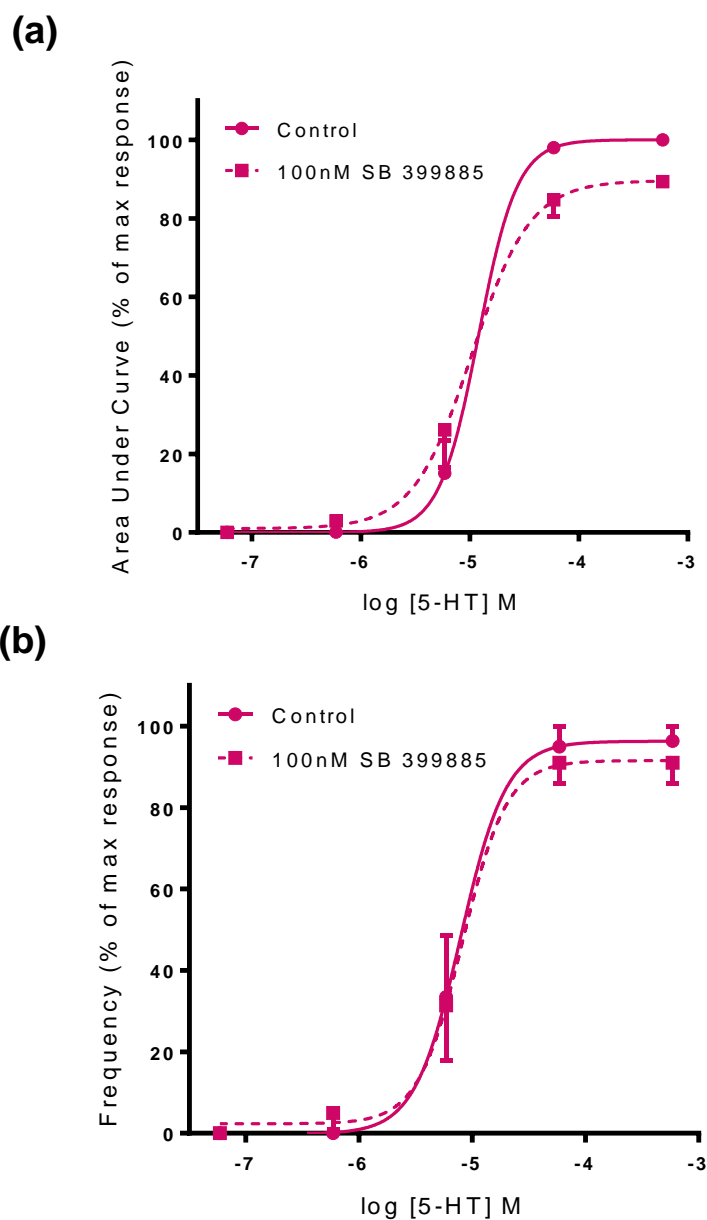 (a)
Area Under Curve (% of max response)
Control
100nM SB 399885
100
80
60
40
20
0
-7 -6 -5 -4 -3
log [5-HT] M
(b)
Frequency (% of max response)
Control
100nM SB 399885
100
80
60
40
20
0
-7 -6 -5 -4 -3
log [5-HT] M